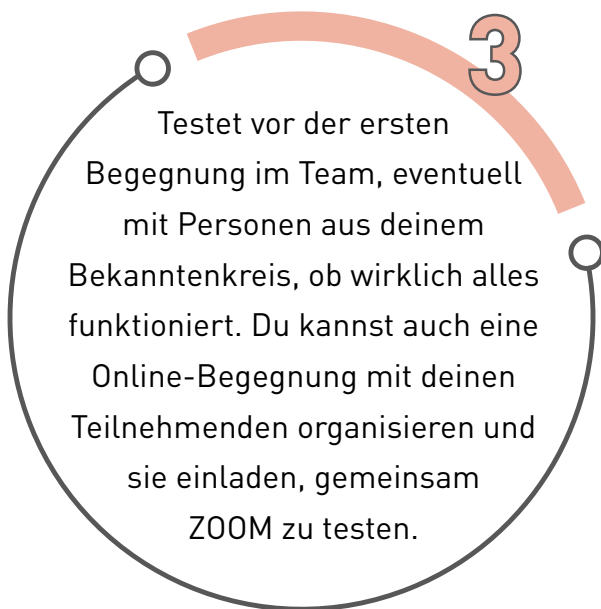 3
Testet vor der ersten
Begegnung im Team, eventuell
mit Personen aus deinem
Bekanntenkreis, ob wirklich alles
funktioniert. Du kannst auch eine
Online-Begegnung mit deinen
Teilnehmenden organisieren und
sie einladen, gemeinsam
ZOOM zu testen.